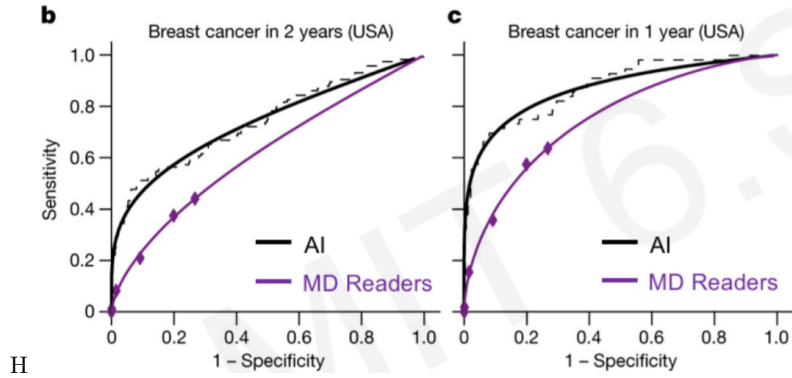 b
Breast cancer in 2 years (USA)
1.0
0.8
0.6
0.4
0.2
0
Sensitivity
AI
MD Readers
0 0.2 0.4 0.6 0.8 1.0
1 – Specificity
c
Breast cancer in 1 year (USA)
AI
MD Readers
0 0.2 0.4 0.6 0.8 1.0
1 – Specificity
H
MIT 6.S